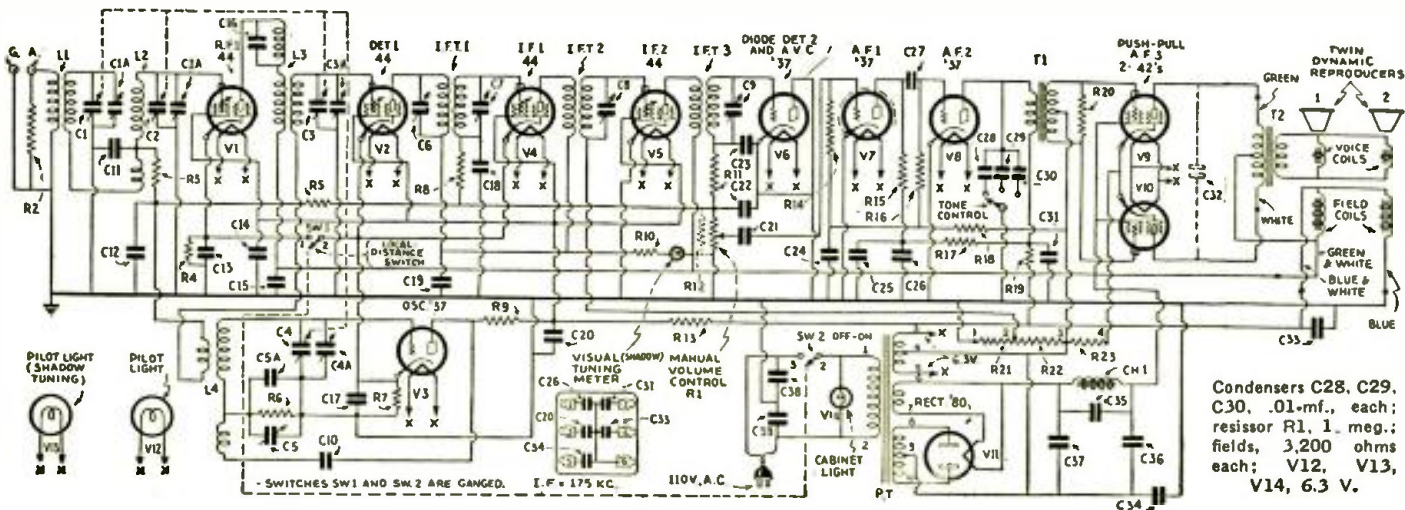 G. A. L1 L2 R.F.1 L3 DET 1 I.F.T.1 I.F.1 I.F.T 2 I.F.2 I.F.T 3 DIODE DET 2 AND A V C A.F.1 C27 A.F.2 T1 PUSH-PULL A.F.3 2-42's TWIN DYNAMIC REPRODUCERS
C16 44 44 44 44 '37 '37 '37
C1A C2A C3A
C1 C2 C3 C6 C8 C9 C28 C29 C30 R20 GREEN T2 1 2
V1 V2 V4 V5 V6 V7 V8 V9 V10
C11 R3 R5 R8 C18 C23 R11 C22 R14 R15 R16 TONE CONTROL C31 C32 VOICE COILS
R2 C21 WHITE FIELD COILS
C12 R4 C13 C14 C15 1 2 LOCAL DISTANCE SWITCH C19 R10 R12 C24 C25 C26 R17 R18 R19 GREEN & WHITE
BLUE & WHITE
BLUE
OSC '37 R9 C20 R13 SW.2 OFF-ON 6.3V. R21 R22 R23 CH 1 C33
PILOT LIGHT (SHADOW TUNING)
PILOT LIGHT
L4 C4 C5A C4A R6 C5 C10 C17 R7 V3
VISUAL (SHADOW) TUNING METER
MANUAL VOLUME CONTROL R1
C26 C20 C34 C38
CABINET LIGHT
RECT '80 V11 P.T C35 C37 C36 C34
V12
- SWITCHES SW1 AND SW.2 ARE GANGED. I.F = 175 KC. 110V, A.C
Condensers C28, C29,
C30, .01-mf., each;
resistor R1, 1 meg.;
fields, 3,200 ohms
each; V12, V13,
V14, 6.3 V.